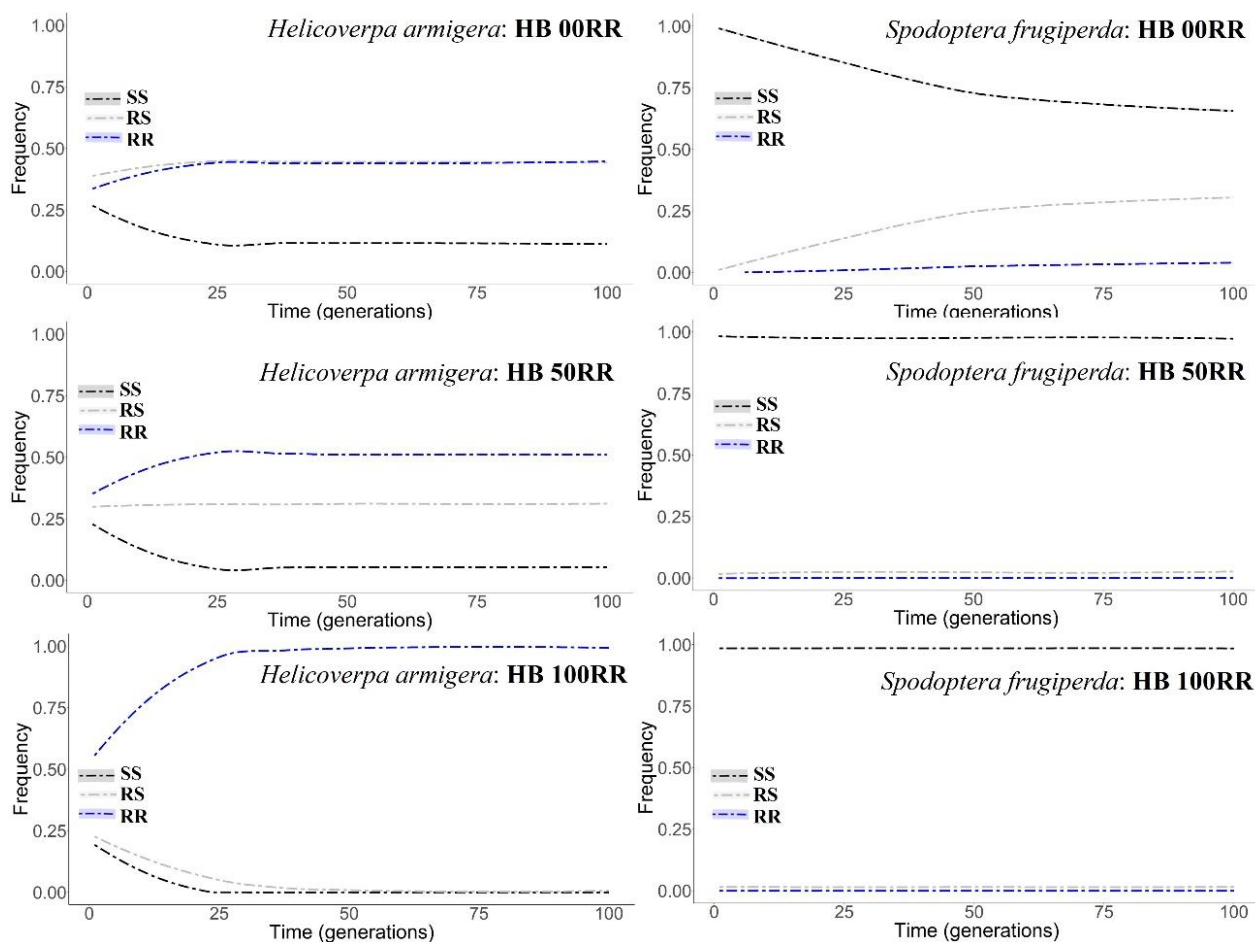 Helicoverpa armigera: HB 00RR
1.00
0.75
0.50
0.25
0.00
Frequency
SS
RS
RR
0 25 50 75 100
Time (generations)
Spodoptera frugiperda: HB 00RR
1.00
0.75
0.50
0.25
0.00
Frequency
SS
RS
RR
0 25 50 75 100
Time (generations)
Helicoverpa armigera: HB 50RR
1.00
0.75
0.50
0.25
0.00
Frequency
SS
RS
RR
0 25 50 75 100
Time (generations)
Spodoptera frugiperda: HB 50RR
1.00
0.75
0.50
0.25
0.00
Frequency
SS
RS
RR
0 25 50 75 100
Time (generations)
Helicoverpa armigera: HB 100RR
1.00
0.75
0.50
0.25
0.00
Frequency
SS
RS
RR
0 25 50 75 100
Time (generations)
Spodoptera frugiperda: HB 100RR
1.00
0.75
0.50
0.25
0.00
Frequency
SS
RS
RR
0 25 50 75 100
Time (generations)